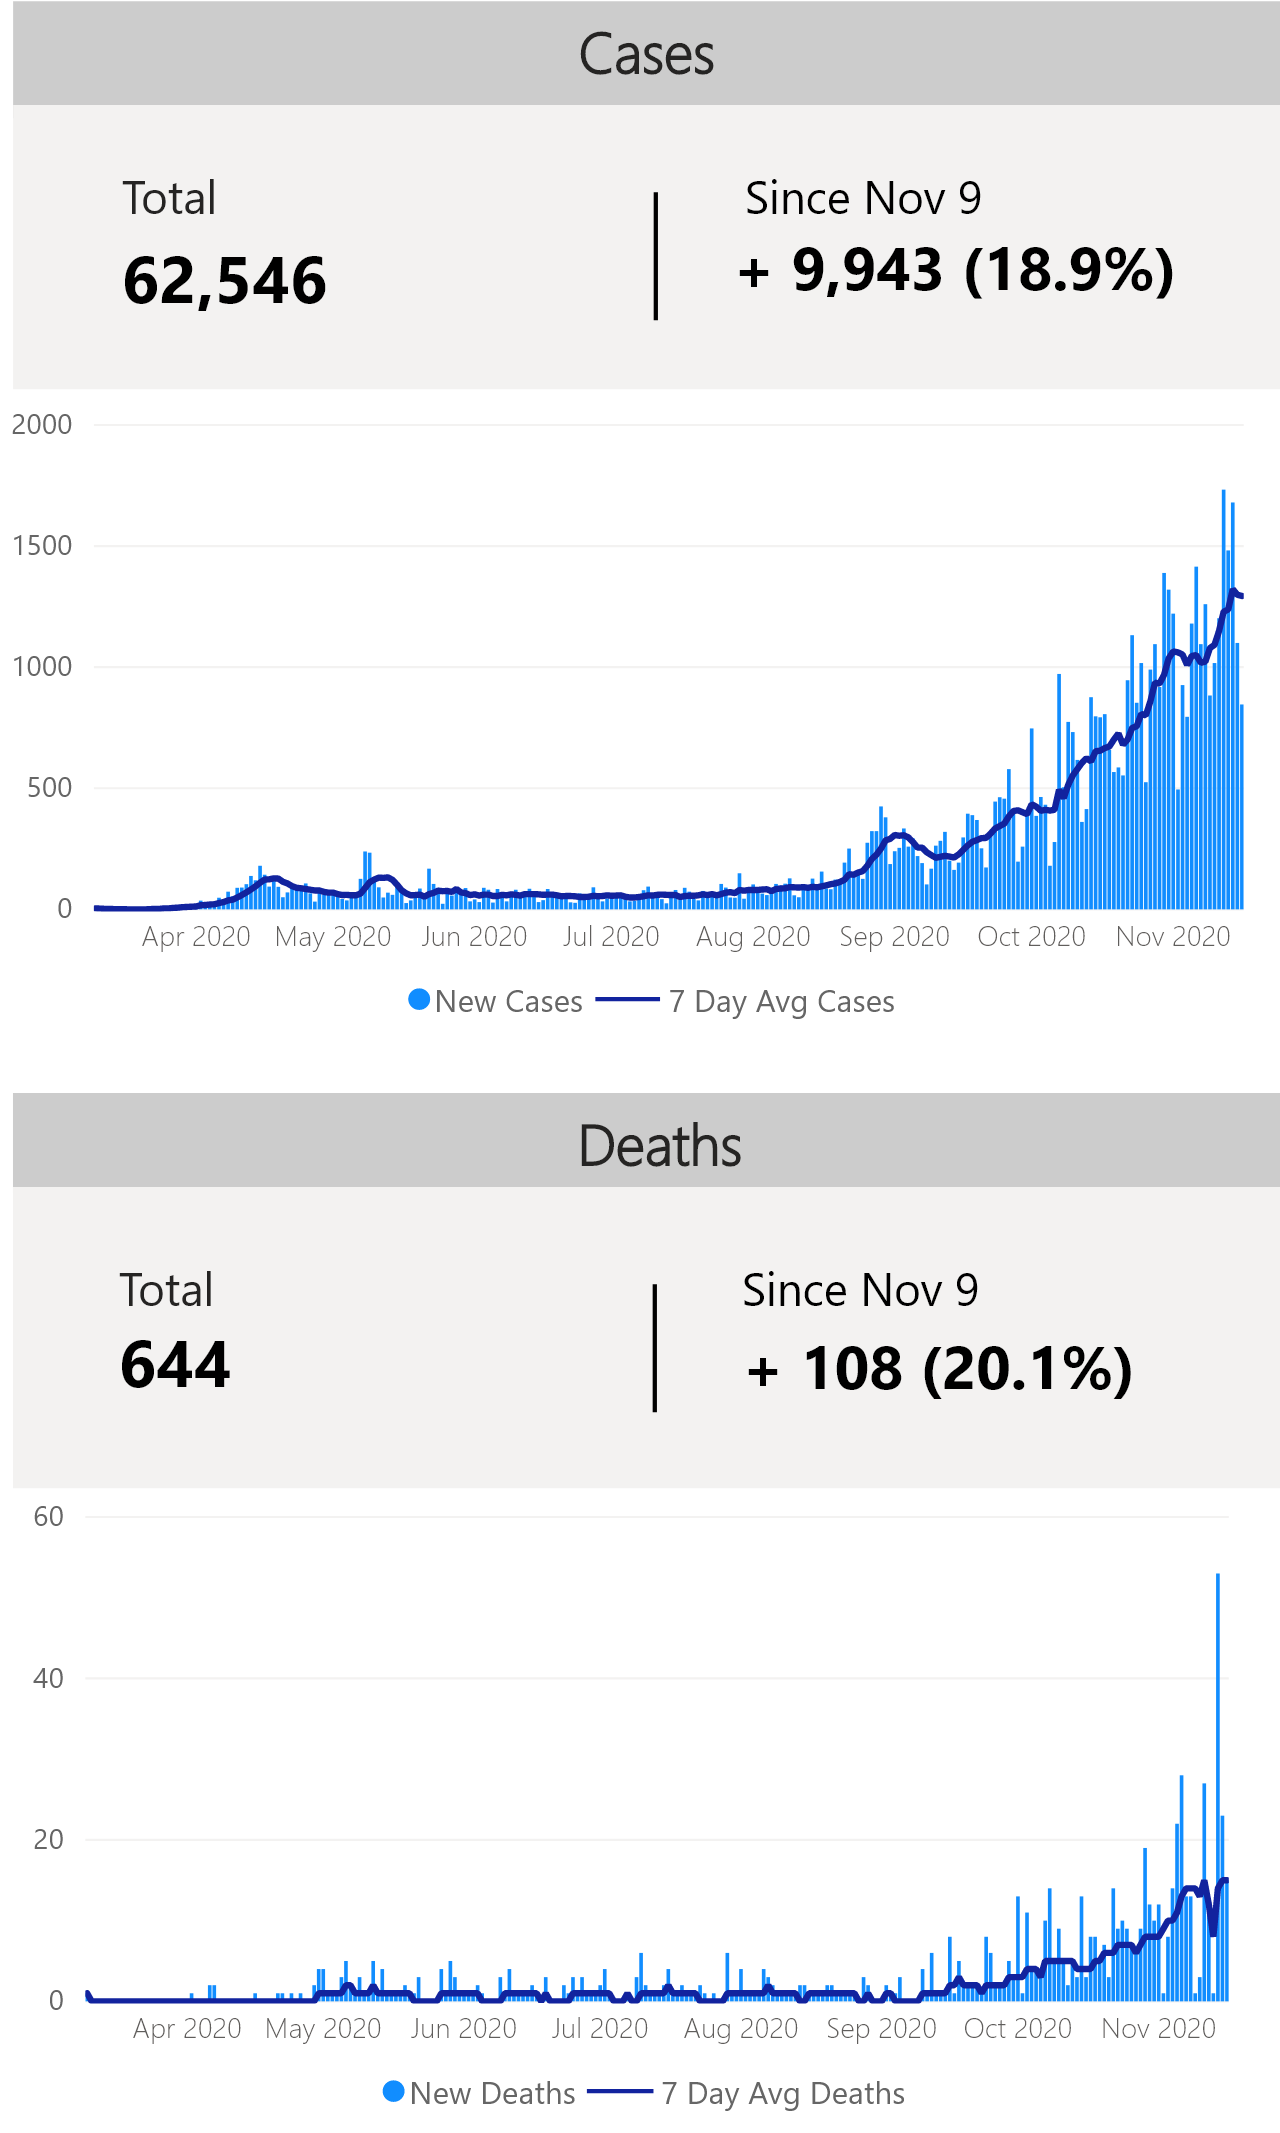 Cases
Total
Since Nov 9
62,546
+ 9,943 (18.9%)
2000
1500
1000
500
0
Apr 2020 May 2020 Jun 2020 Jul 2020 Aug 2020 Sep 2020 Oct 2020 Nov 2020
New Cases 7 Day Avg Cases
Deaths
Total
Since Nov 9
644
+ 108 (20.1%)
60
40
20
0
Apr 2020 May 2020 Jun 2020 Jul 2020 Aug 2020 Sep 2020 Oct 2020 Nov 2020
New Deaths 7 Day Avg Deaths